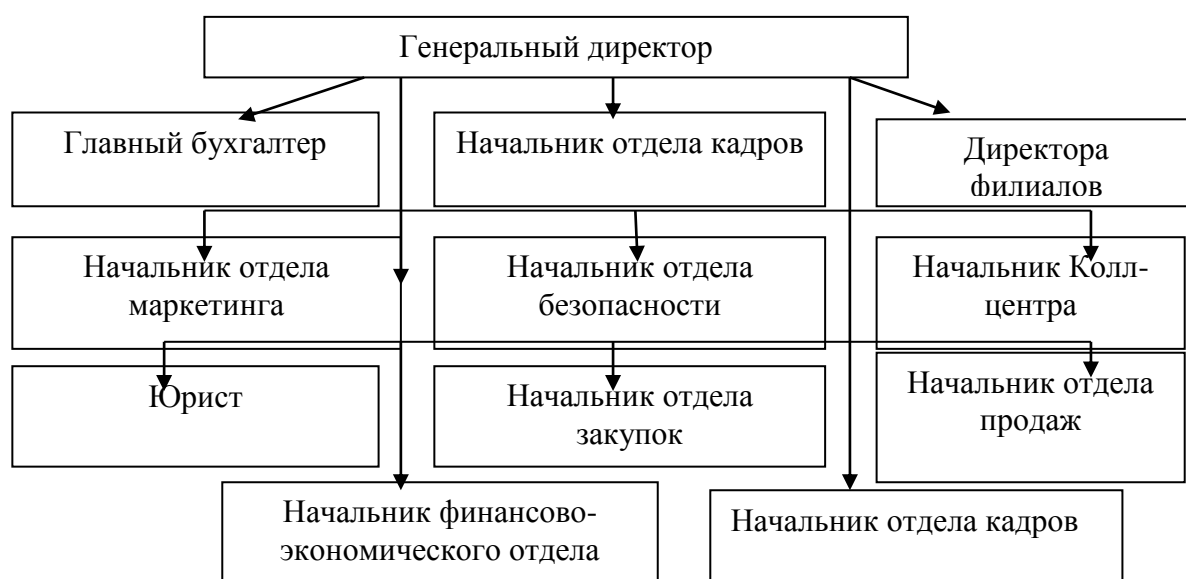 Генеральный директор
Главный бухгалтер
Начальник отдела кадров
Директора
филиалов
Начальник отдела
маркетинга
Начальник отдела
безопасности
Начальник Колл-
центра
Юрист
Начальник отдела
закупок
Начальник отдела
продаж
Начальник финансово-
экономического отдела
Начальник отдела кадров